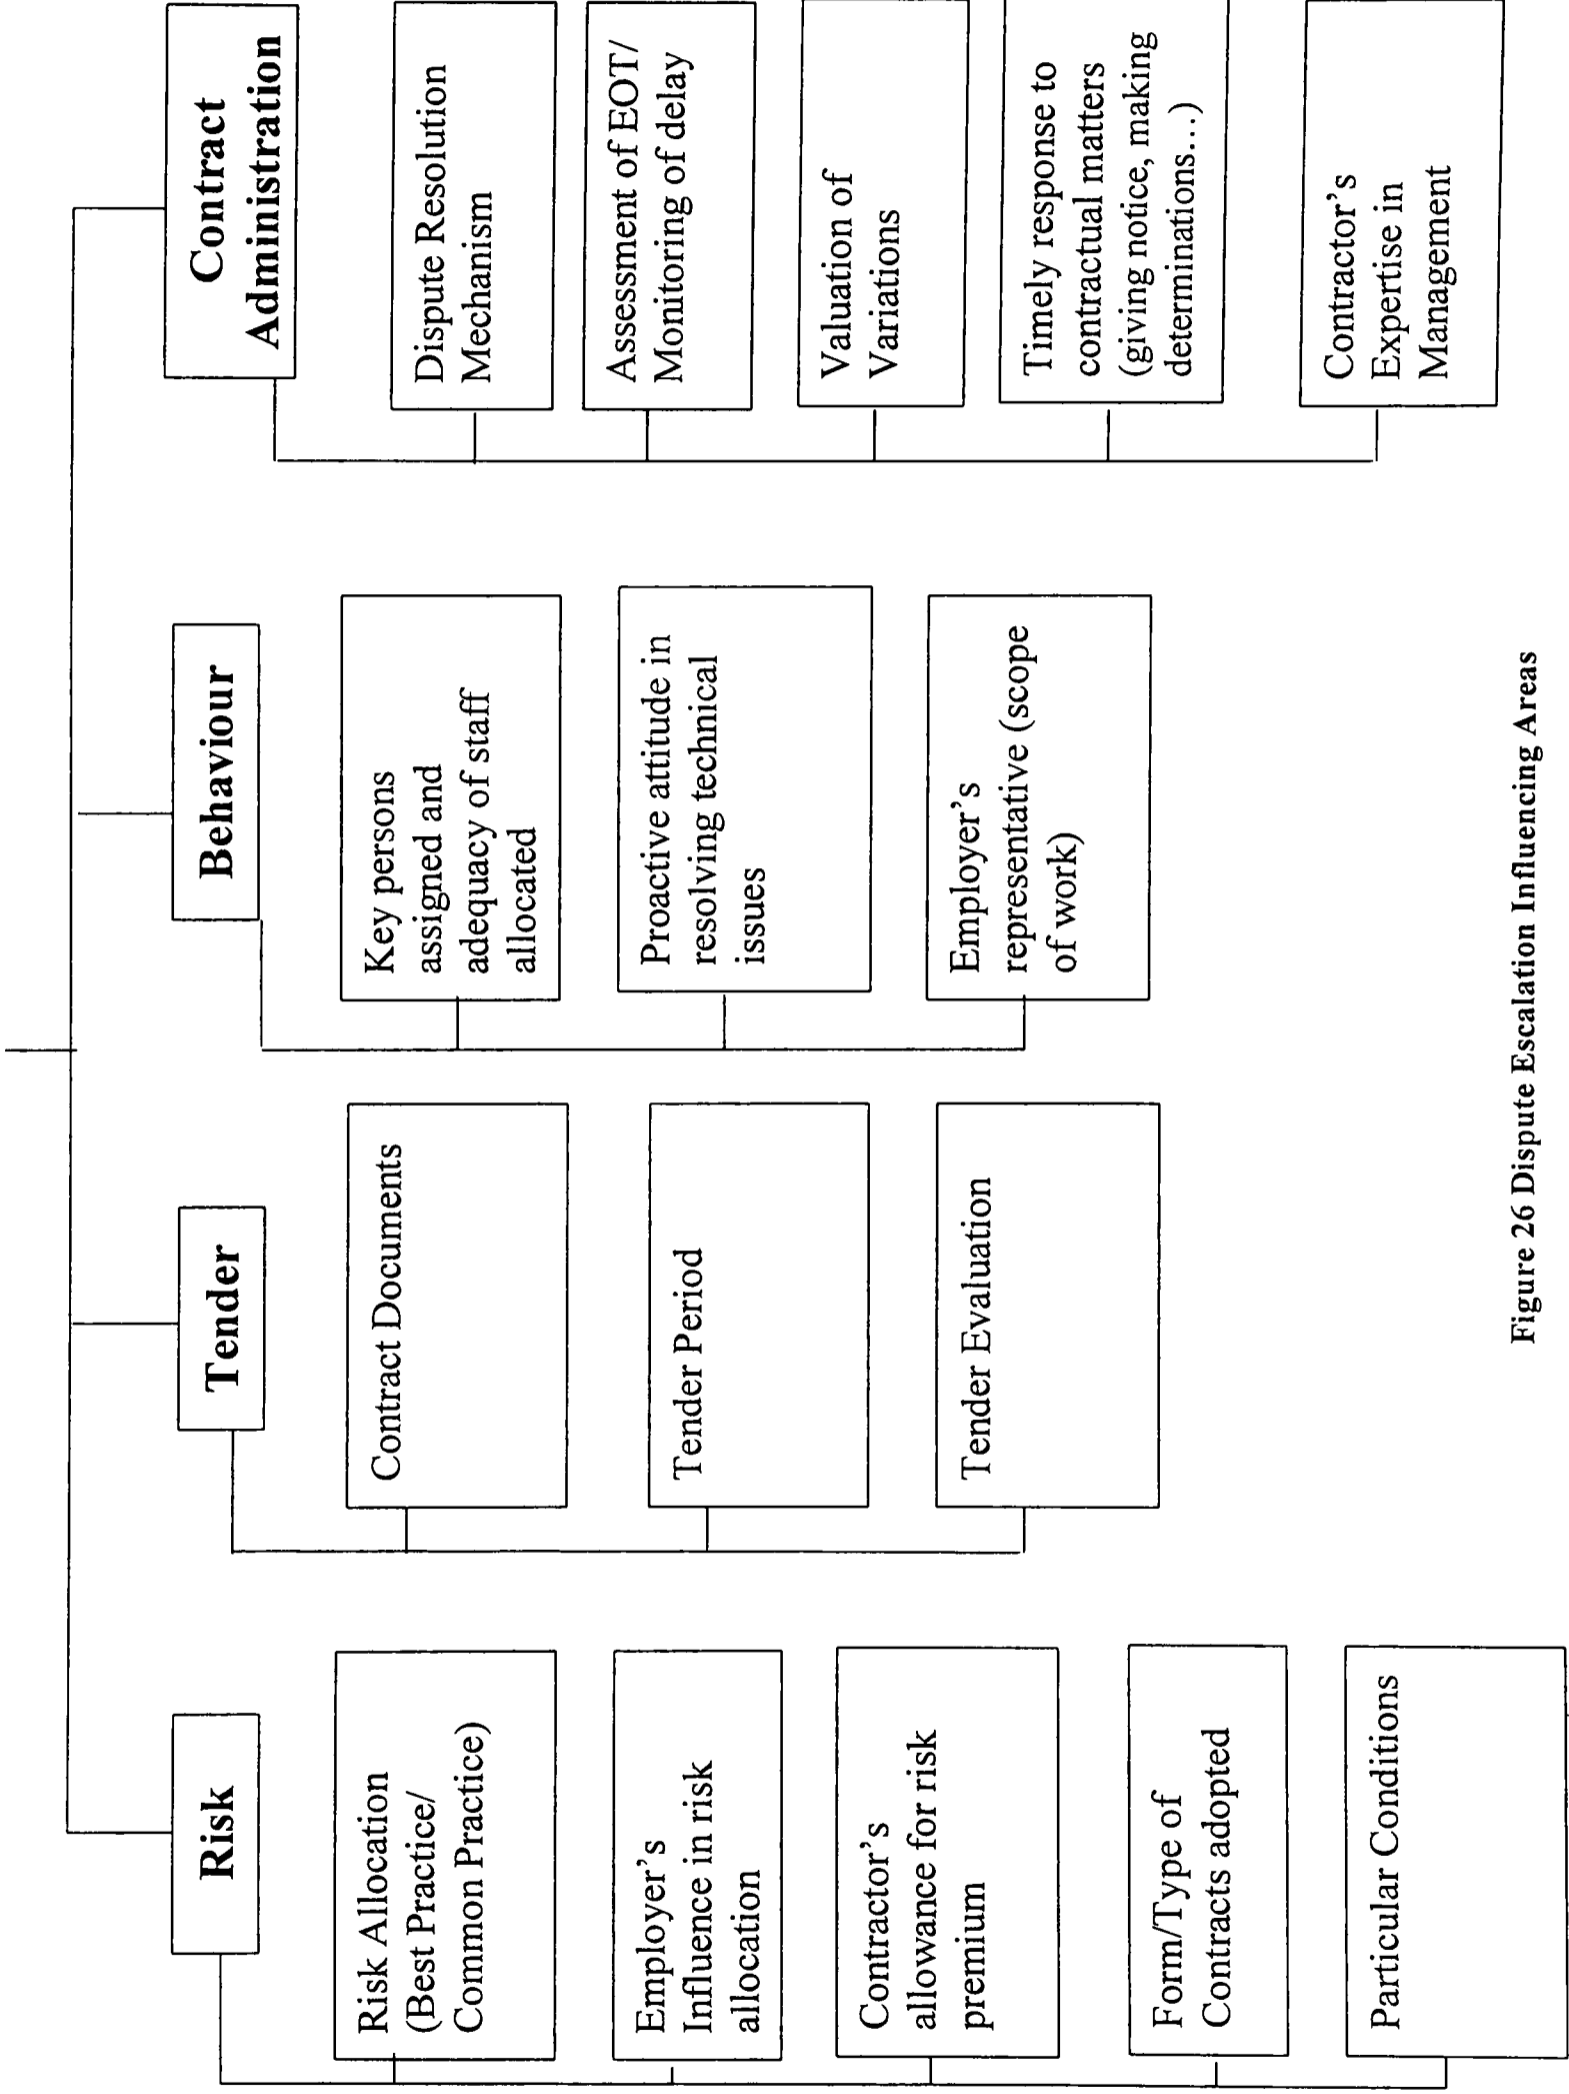 Risk
Risk Allocation
(Best Practice/
Common Practice)
Employer's
Influence in risk
allocation
Contractor's
allowance for risk
premium
Form/Type of
Contracts adopted
Particular Conditions
Tender
Contract Documents
Tender Period
Tender Evaluation
Behaviour
Key persons
assigned and
adequacy of staff
allocated
Proactive attitude in
resolving technical
issues
Employer's
representative (scope
of work)
Contract
Administration
Dispute Resolution
Mechanism
Assessment of EOT/
Monitoring of delay
Valuation of
Variations
Timely response to
contractual matters
(giving notice, making
determinations...)
Contractor's
Expertise in
Management
Figure 26 Dispute Escalation Influencing Areas